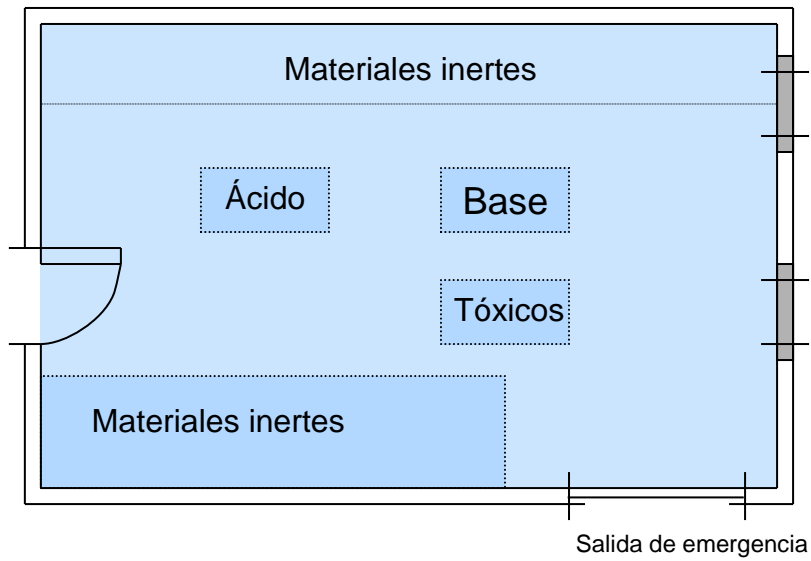 Materiales inertes
Ácido
Base
Tóxicos
Materiales inertes
Salida de emergencia